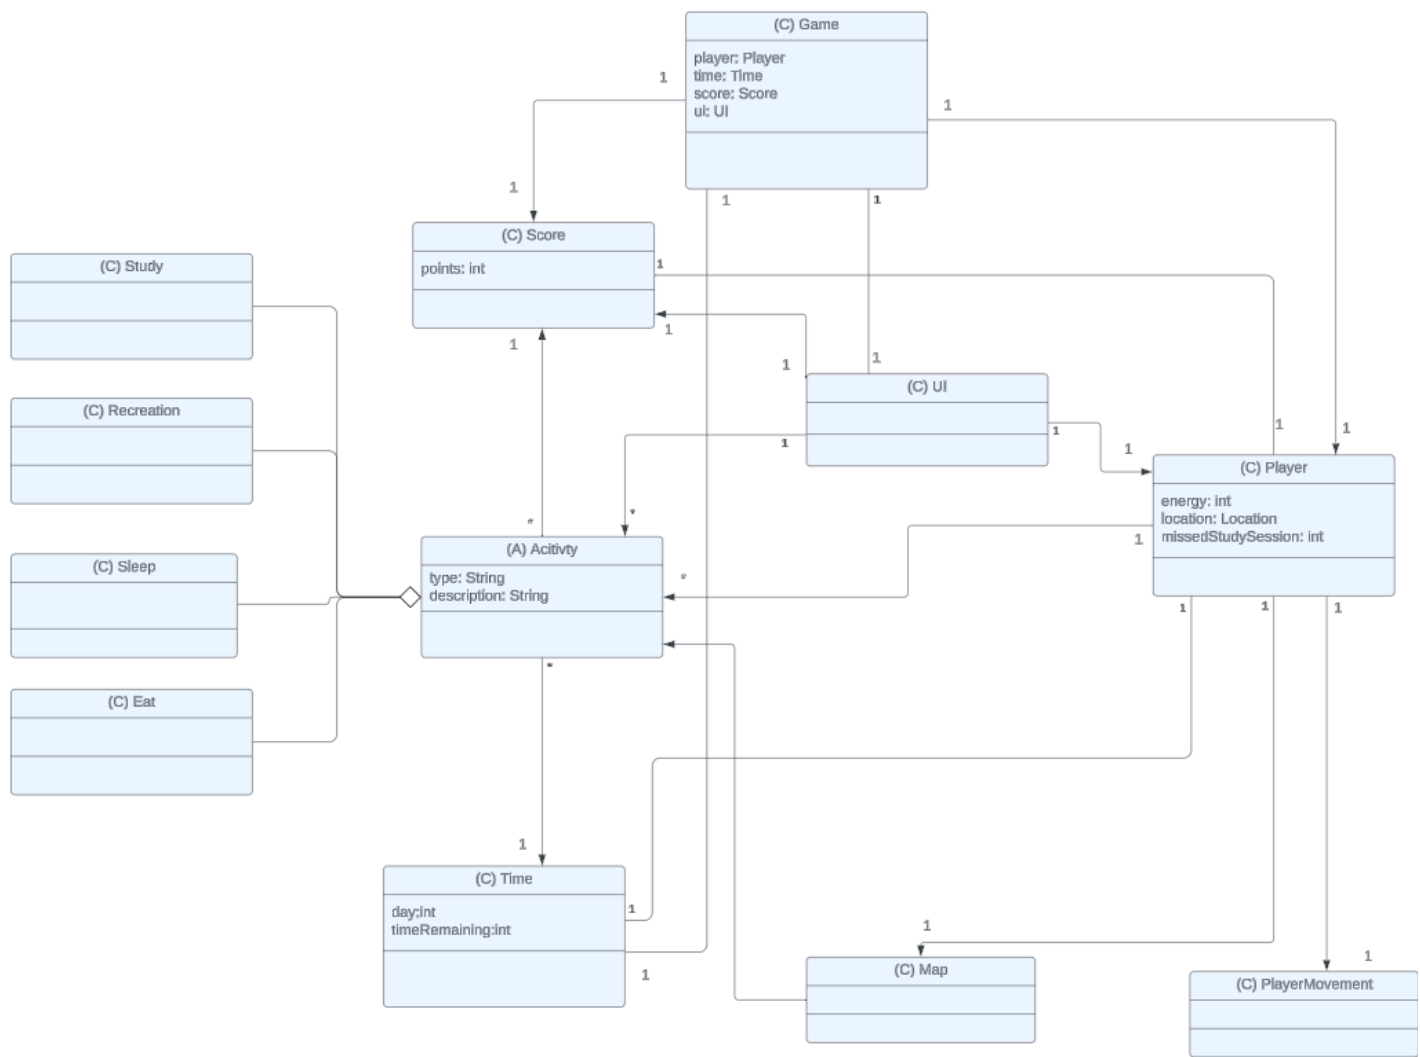 (C) Game
player: Player
time: Time
score: Score
ui: UI
1
1
1
1
1
(C) Score
points: int
1
1
1
1
1
(C) Study
(C) Recreation
(C) Sleep
(C) Eat
(C) UI
1
1
1
1
1
*
*
(A) Acitivty
type: String
description: String
*
*
(C) Player
energy: int
location: Location
missedStudySession: int
1
1
1
1
1
(C) Time
day:int
timeRemaining:int
1
1
1
(C) Map
1
(C) PlayerMovement